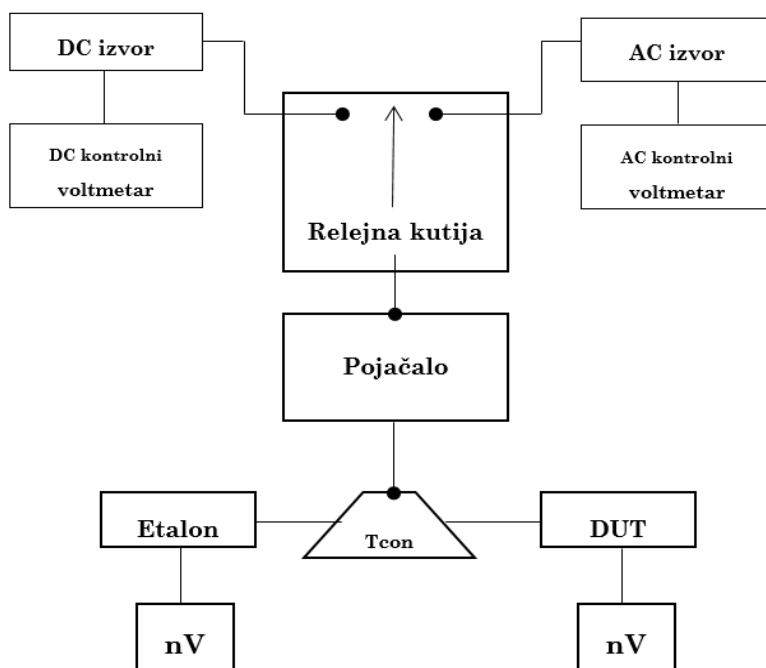 DC izvor
AC izvor
DC kontrolni
voltmetar
AC kontrolni
voltmetar
Relejna kutija
Pojačalo
Etalon
Tcon
DUT
nV
nV